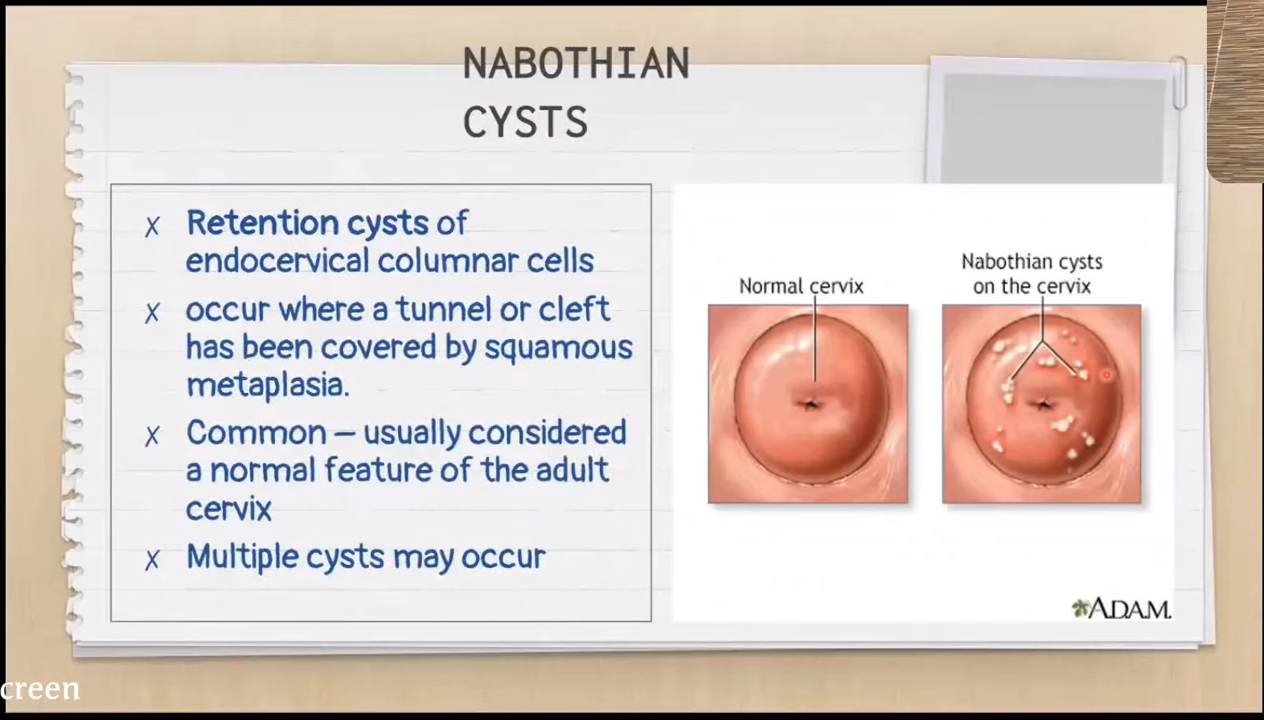 NABOTHIAN
CYSTS
x Retention cysts of
endocervical columnar cells
x occur where a tunnel or cleft
has been covered by squamous
metaplasia.
x Common – usually considered
a normal feature of the adult
cervix
x Multiple cysts may occur
Normal cervix
Nabothian cysts
on the cervix
A.D.A.M.
creen